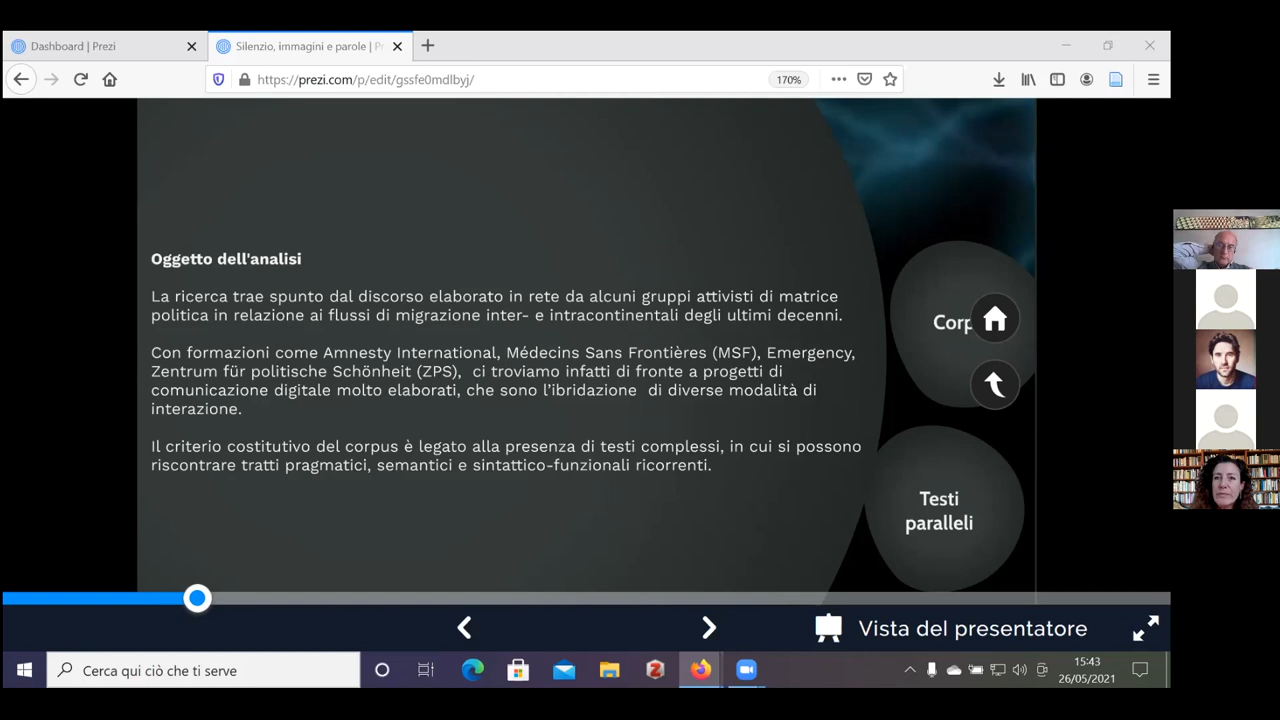 Dashboard | Prezi
Silenzio, immagini e parole | Pr
https://prezi.com/p/edit/gssfe0mdlbyj/
170%
Oggetto dell'analisi
La ricerca trae spunto dal discorso elaborato in rete da alcuni gruppi attivisti di matrice
politica in relazione ai flussi di migrazione inter- e intracontinentali degli ultimi decenni.
Con formazioni come Amnesty International, Médecins Sans Frontières (MSF), Emergency,
Zentrum für politische Schönheit (ZPS), ci troviamo infatti di fronte a progetti di
comunicazione digitale molto elaborati, che sono l’ibridazione di diverse modalità di
interazione.
Il criterio costitutivo del corpus è legato alla presenza di testi complessi, in cui si possono
riscontrare tratti pragmatici, semantici e sintattico-funzionali ricorrenti.
Corp
Testi
paralleli
Vista del presentatore
Cerca qui ciò che ti serve
15:43
26/05/2021